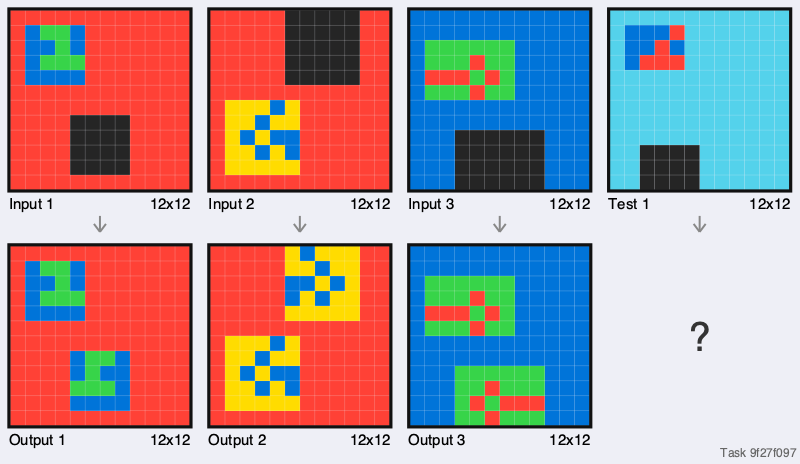 Input 1 12x12 Input 2 12x12 Input 3 12x12 Test 1 12x12
?
Output 1 12x12 Output 2 12x12 Output 3 12x12
Task 9f27f097